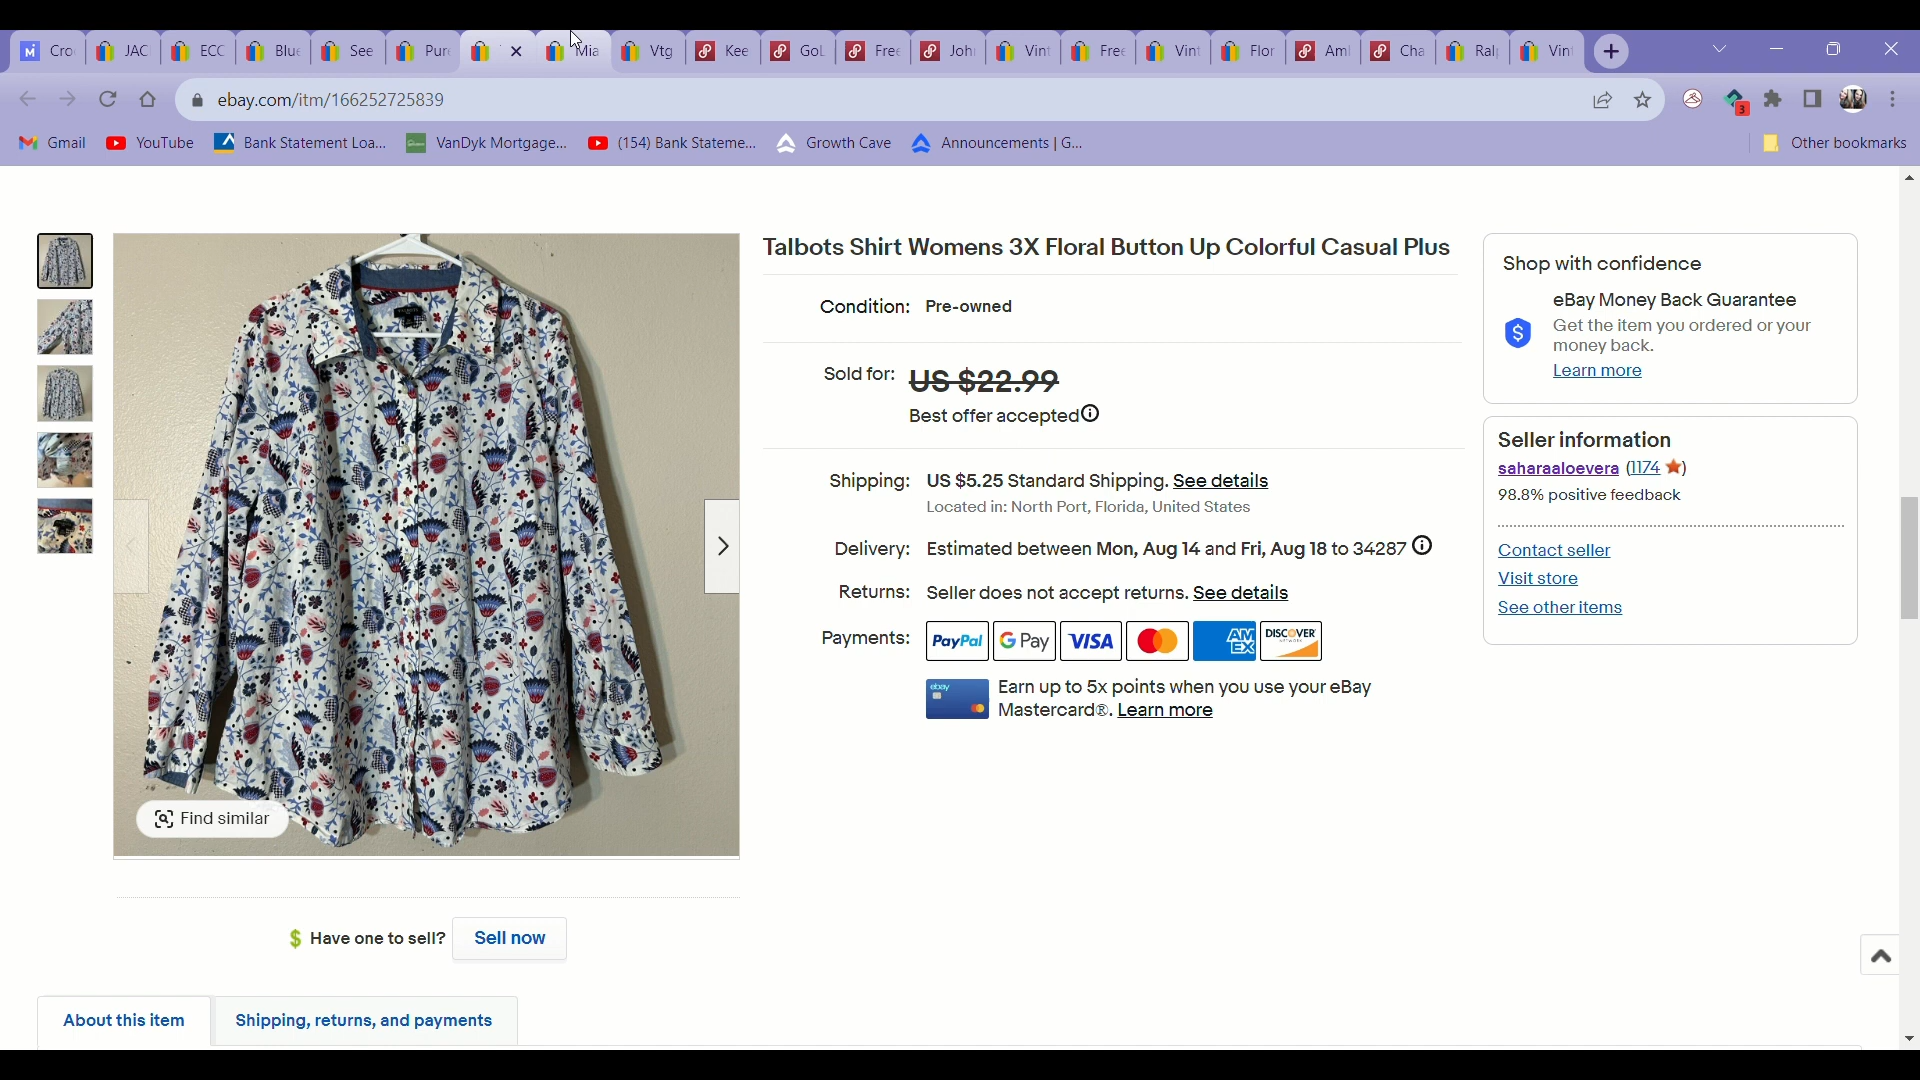 Cro JAC ECC Blu See Pur Mia Vtg Kee GoL Free Joh Vint Free Vint Flor Aml Cha Ral Vin
ebay.com/itm/166252725839
3
Gmail YouTube Bank Statement Loa... VanDyk Mortgage... (154) Bank Stateme... Growth Cave Announcements | G... Other bookmarks
Talbots Shirt Womens 3X Floral Button Up Colorful Casual Plus
Condition: Pre-owned
Sold for: US $22.99
Best offer accepted
Shipping: US $5.25 Standard Shipping. See details
Located in: North Port, Florida, United States
Delivery: Estimated between Mon, Aug 14 and Fri, Aug 18 to 34287
Returns: Seller does not accept returns. See details
Payments: PayPal G Pay VISA AM EX DISCOVER
ebay
Earn up to 5x points when you use your eBay
Mastercard®. Learn more
Shop with confidence
eBay Money Back Guarantee
Get the item you ordered or your
money back.
Learn more
Seller information
saharaaloevera (1174)
98.8% positive feedback
Contact seller
Visit store
See other items
Find similar
Have one to sell? Sell now
About this item
Shipping, returns, and payments